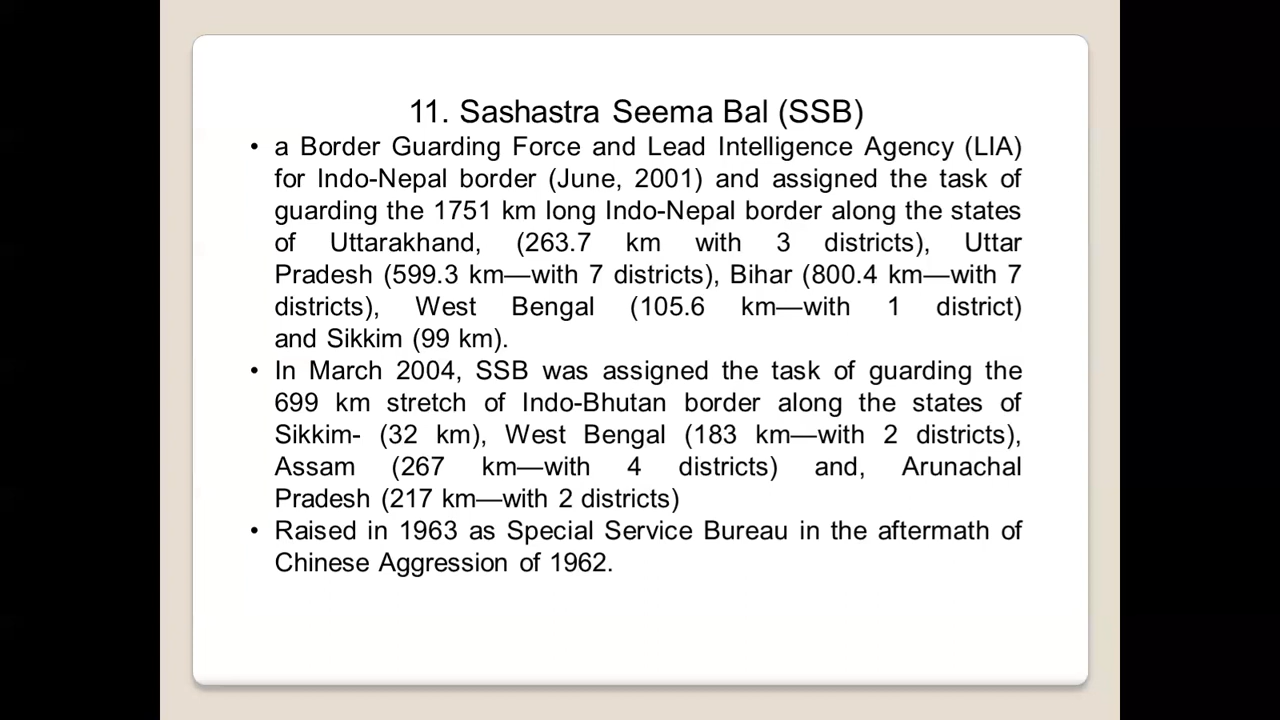 11. Sashastra Seema Bal (SSB)
• a Border Guarding Force and Lead Intelligence Agency (LIA)
for Indo-Nepal border (June, 2001) and assigned the task of
guarding the 1751 km long Indo-Nepal border along the states
of Uttarakhand, (263.7 km with 3 districts), Uttar
Pradesh (599.3 km—with 7 districts), Bihar (800.4 km—with 7
districts), West Bengal (105.6 km—with 1 district)
and Sikkim (99 km).
• In March 2004, SSB was assigned the task of guarding the
699 km stretch of Indo-Bhutan border along the states of
Sikkim- (32 km), West Bengal (183 km—with 2 districts),
Assam (267 km—with 4 districts) and, Arunachal
Pradesh (217 km—with 2 districts)
• Raised in 1963 as Special Service Bureau in the aftermath of
Chinese Aggression of 1962.